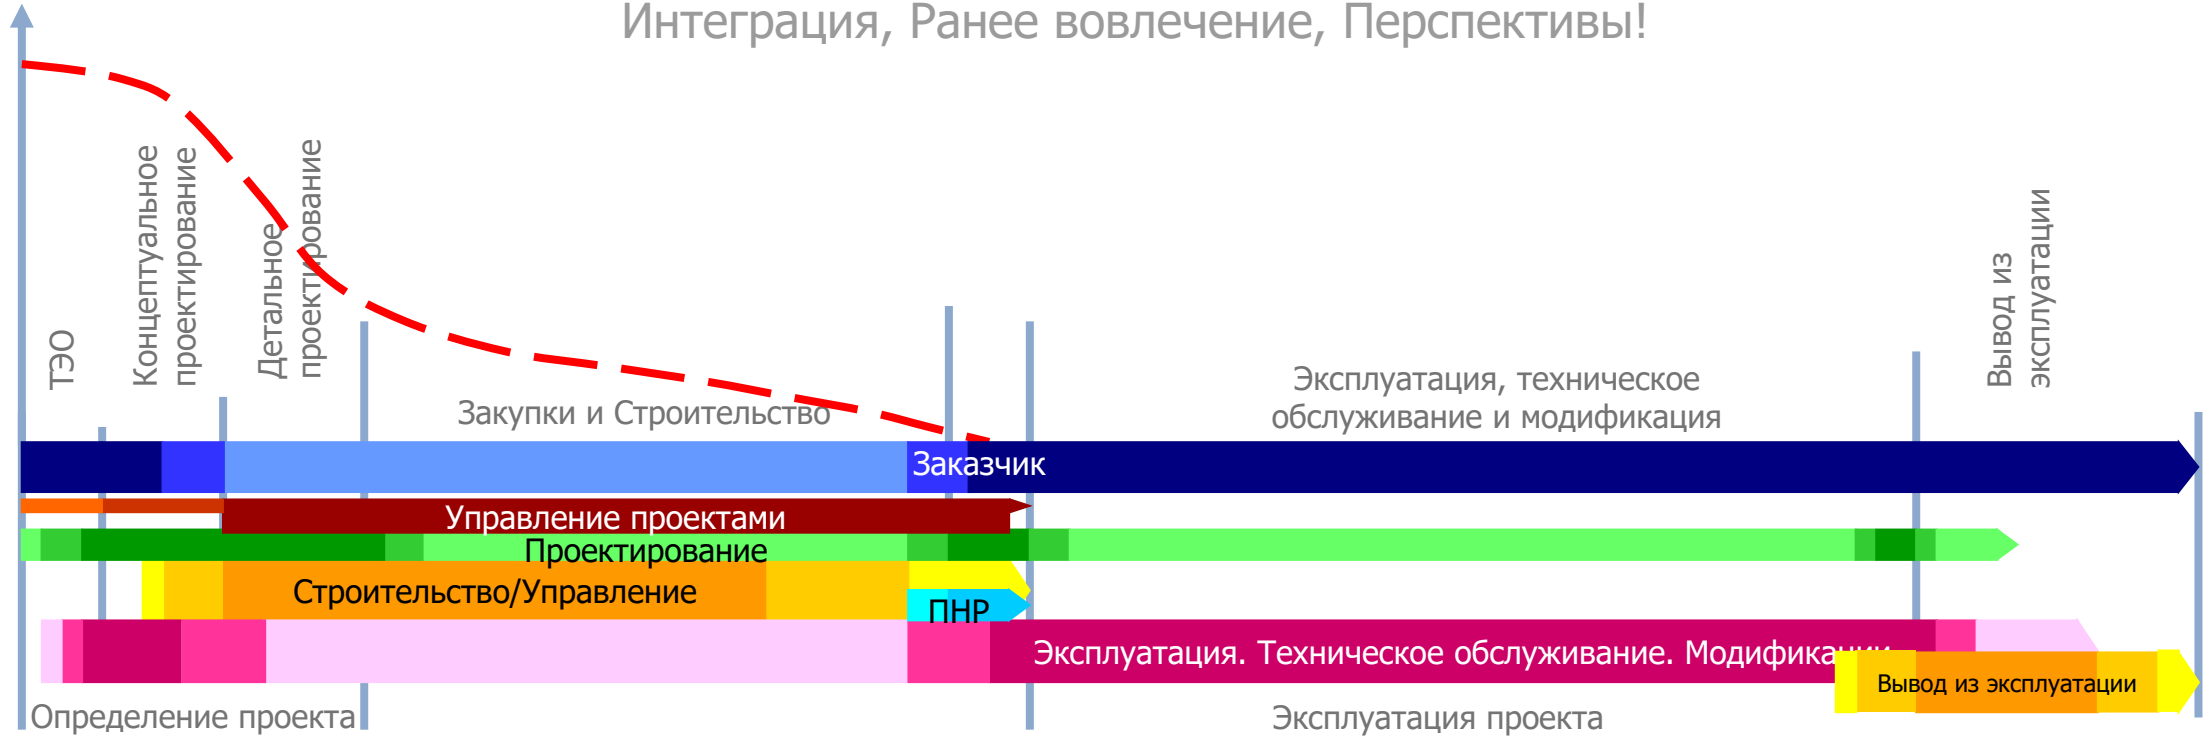 Интеграция, Ранее вовлечение, Перспективы!
ТЭО
Концептуальное
проектирование
Детальное
проектирование
Закупки и Строительство
Эксплуатация, техническое
обслуживание и модификация
Вывод из
эксплуатации
Заказчик
Управление проектами
Проектирование
Строительство/Управление
ПНР
Эксплуатация. Техническое обслуживание. Модификации
Вывод из эксплуатации
Определение проекта
Эксплуатация проекта